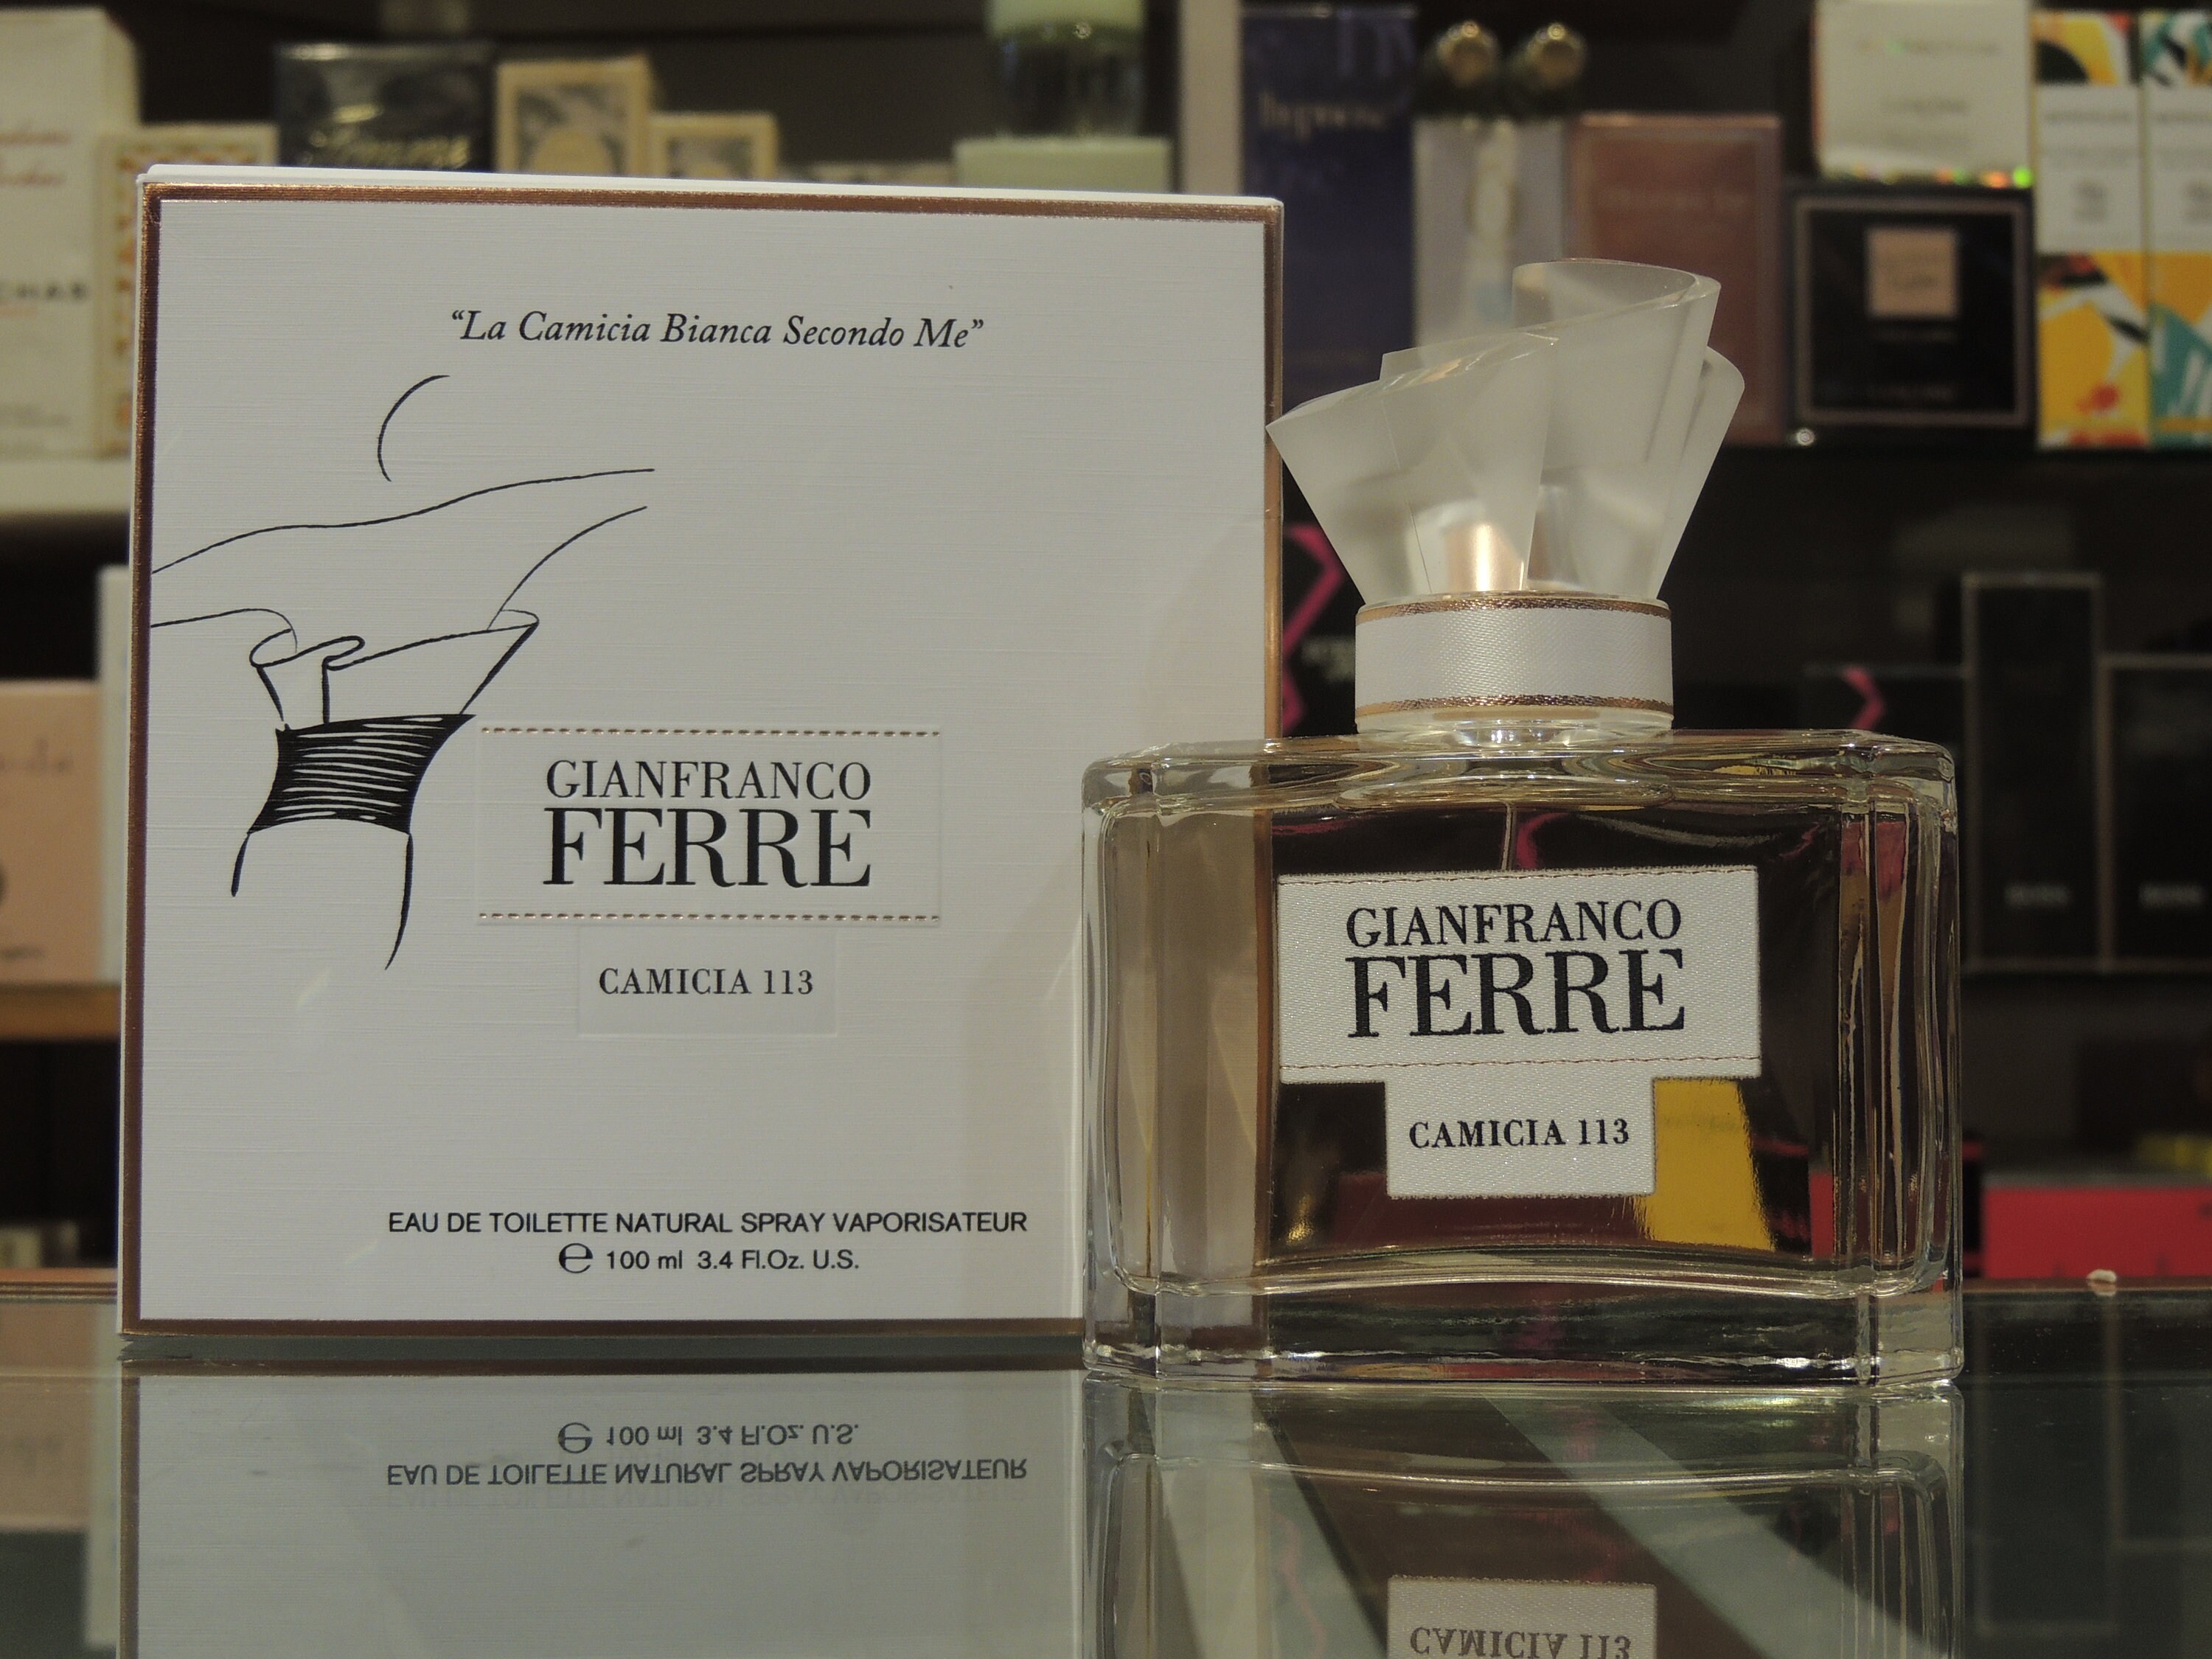 “La Camicia Bianca Secondo Me”
GIANFRANCO
FERRE
CAMICIA 113
EAU DE TOILETTE NATURAL SPRAY VAPORISATEUR
℮ 100 ml 3.4 Fl.Oz. U.S.
GIANFRANCO
FERRE
CAMICIA 113